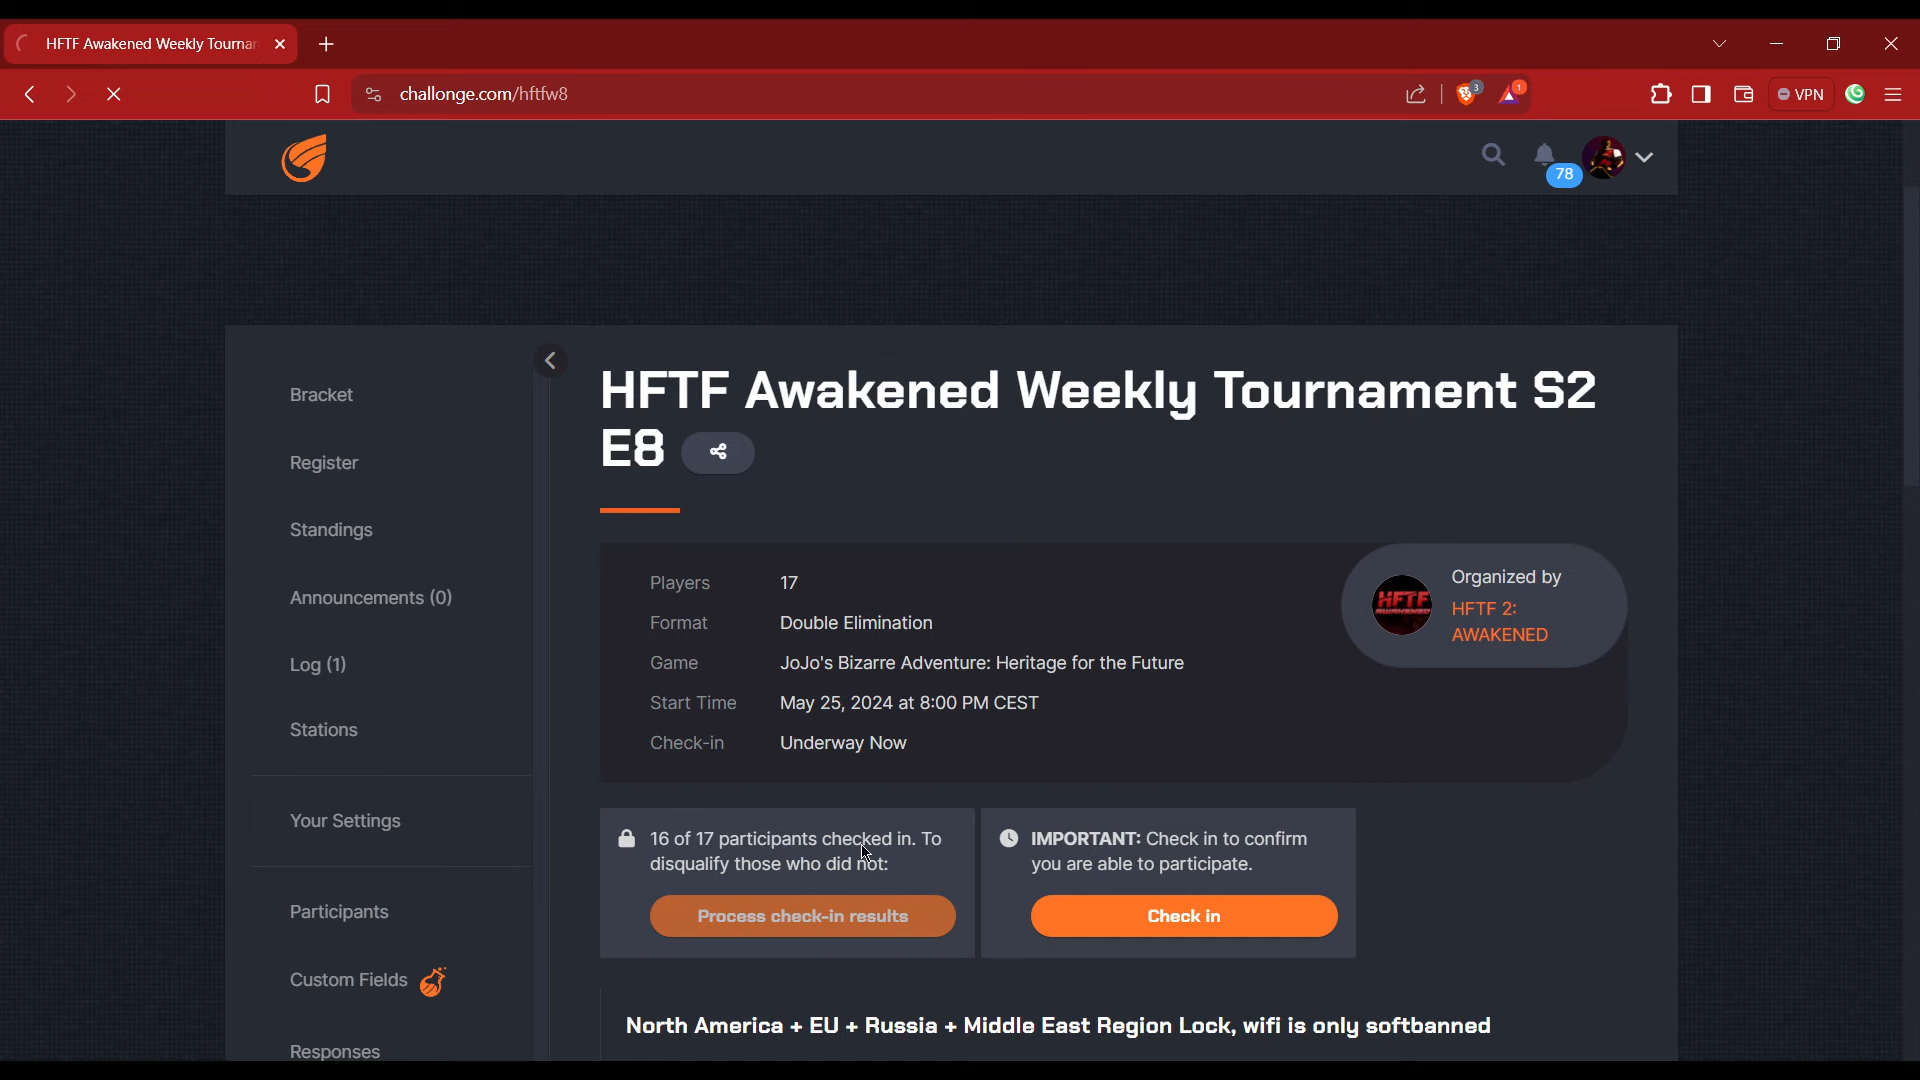 HFTF Awakened Weekly Tournam
challonge.com/hftfw8
3
1
VPN
78
Bracket
Register
Standings
Announcements (0)
Log (1)
Stations
Your Settings
Participants
Custom Fields
Responses
HFTF Awakened Weekly Tournament S2
E8
Players 17
Format Double Elimination
Game JoJo's Bizarre Adventure: Heritage for the Future
Start Time May 25, 2024 at 8:00 PM CEST
Check-in Underway Now
HFTF
AWAKENED
Organized by
HFTF 2:
AWAKENED
16 of 17 participants checked in. To
disqualify those who did not:
Process check-in results
IMPORTANT: Check in to confirm
you are able to participate.
Check in
North America + EU + Russia + Middle East Region Lock, wifi is only softbanned